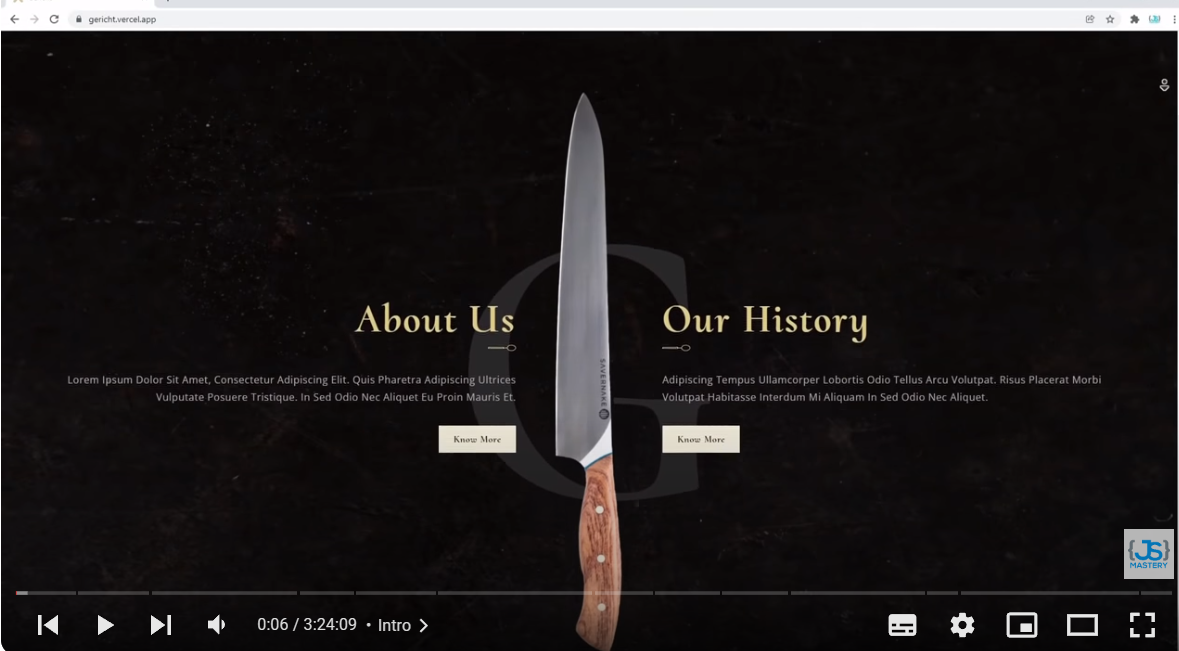 gericht.vercel.app
About Us
Our History
Lorem Ipsum Dolor Sit Amet, Consectetur Adipiscing Elit. Quis Pharetra Adipiscing Ultrices
Vulputate Posuere Tristique. In Sed Odio Nec Aliquet Eu Proin Mauris Et.
Adipiscing Tempus Ullamcorper Lobortis Odio Tellus Arcu Volutpat. Risus Placerat Morbi
Volutpat Habitasse Interdum Mi Aliquam In Sed Odio Nec Aliquet.
Know More
Know More
SAVERNAKE
G
{JS}
MASTERY
0:06 / 3:24:09 • Intro